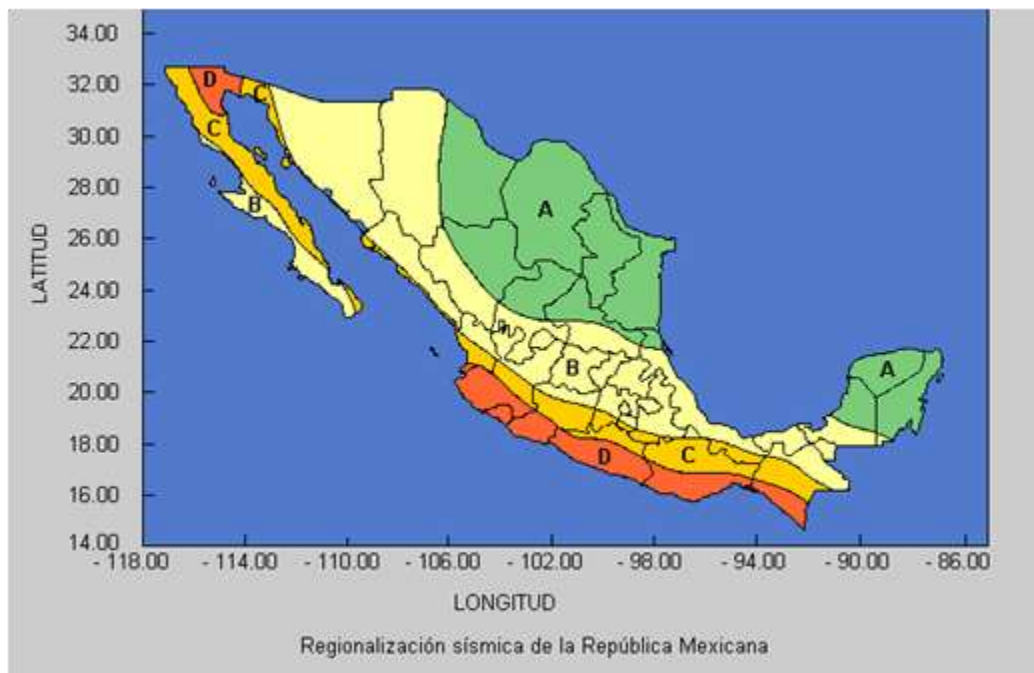 34.00
32.00
30.00
28.00
26.00
24.00
22.00
20.00
18.00
16.00
14.00
LATITUD
D
C
C
B
A
B
A
D
C
- 118.00 - 114.00 - 110.00 - 106.00 - 102.00 - 98.00 - 94.00 - 90.00 - 86.00
LONGITUD
Regionalización sísmica de la República Mexicana